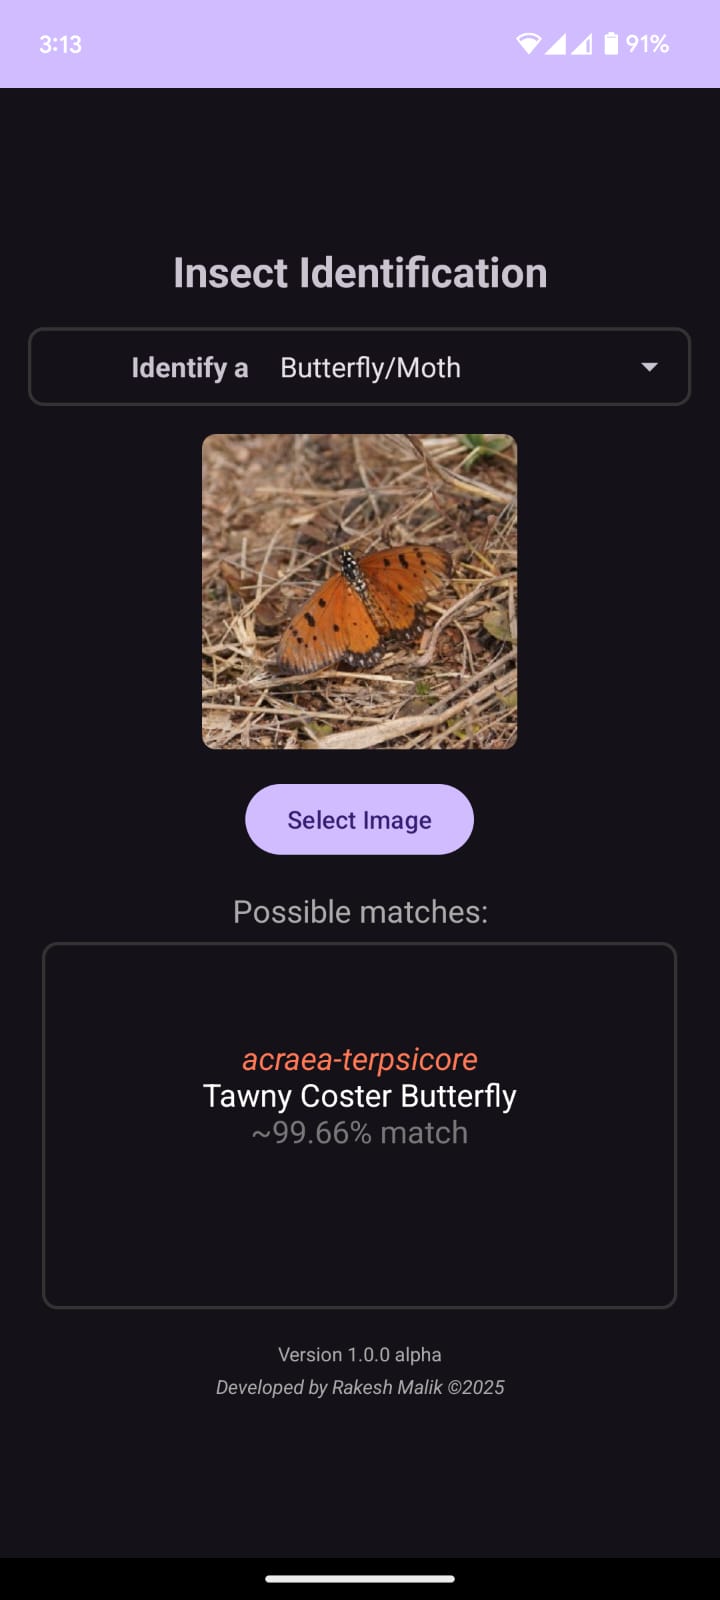 3:13
91%
Insect Identification
Identify a Butterfly/Moth
Select Image
Possible matches:
acraea-terpsicore
Tawny Coster Butterfly
~99.66% match
Version 1.0.0 alpha
Developed by Rakesh Malik ©2025